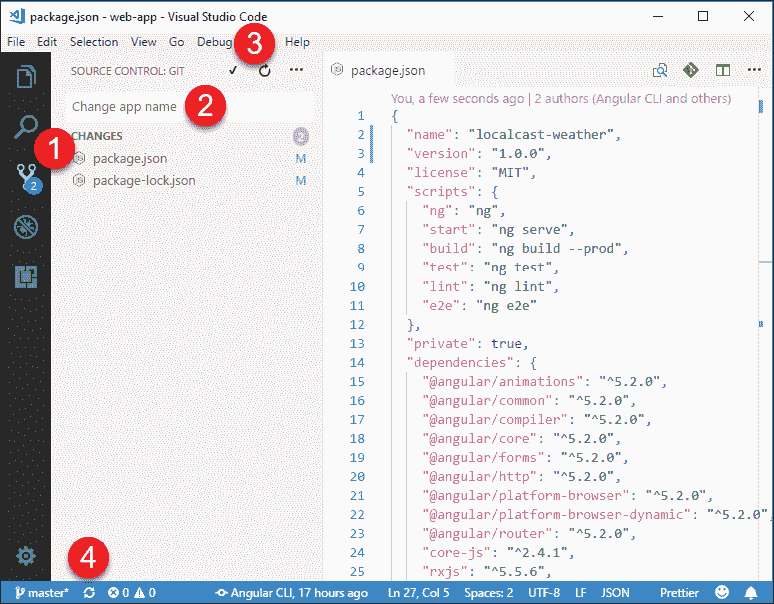 package.json - web-app - Visual Studio Code
File Edit Selection View Go Debug Help
3
SOURCE CONTROL: GIT
package.json
Change app name
2
You, a few seconds ago | 2 authors (Angular CLI and others)
CHANGES
1
package.json M
package-lock.json M
2
1 {
2 "name": "localcast-weather",
3 "version": "1.0.0",
4 "license": "MIT",
5 "scripts": {
6 "ng": "ng",
7 "start": "ng serve",
8 "build": "ng build --prod",
9 "test": "ng test",
10 "lint": "ng lint",
11 "e2e": "ng e2e"
12 },
13 "private": true,
14 "dependencies": {
15 "@angular/animations": "^5.2.0",
16 "@angular/common": "^5.2.0",
17 "@angular/compiler": "^5.2.0",
18 "@angular/core": "^5.2.0",
19 "@angular/forms": "^5.2.0",
20 "@angular/http": "^5.2.0",
21 "@angular/platform-browser": "^5.2.0",
22 "@angular/platform-browser-dynamic": "^5.2.0",
23 "@angular/router": "^5.2.0",
24 "core-js": "^2.4.1",
25 "rxjs": "^5.5.6",
4
master* 0 0 Angular CLI, 17 hours ago Ln 27, Col 5 Spaces: 2 UTF-8 LF JSON Prettier